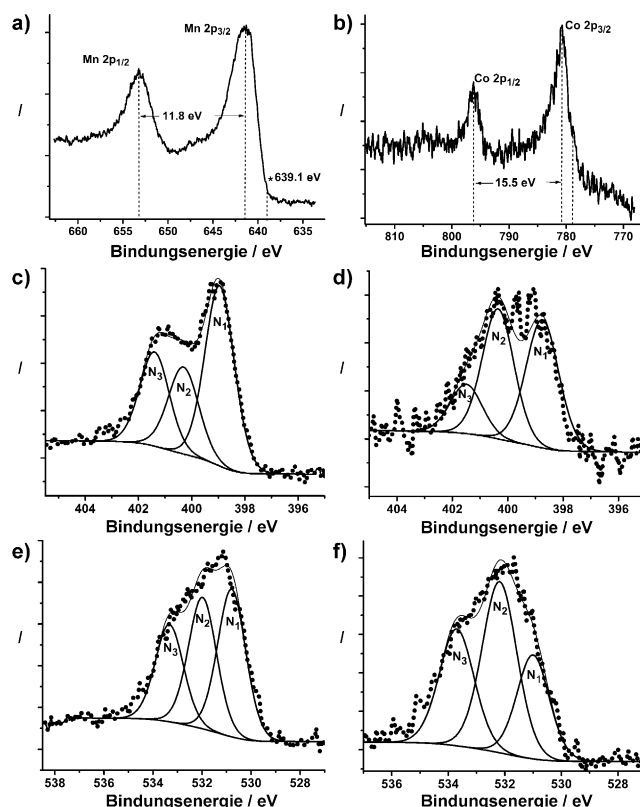 a)
Mn 2p3/2
Mn 2p1/2
I
11.8 eV
*639.1 eV
660 655 650 645 640 635
Bindungsenergie / eV
b)
Co 2p3/2
Co 2p1/2
I
15.5 eV
810 800 790 780 770
Bindungsenergie / eV
c)
I
N1
N2
N3
404 402 400 398 396
Bindungsenergie / eV
d)
I
N1
N2
N3
404 402 400 398 396
Bindungsenergie / eV
e)
I
N3
N2
N1
538 536 534 532 530 528
Bindungsenergie / eV
f)
I
N3
N2
N1
536 534 532 530 528
Bindungsenergie / eV